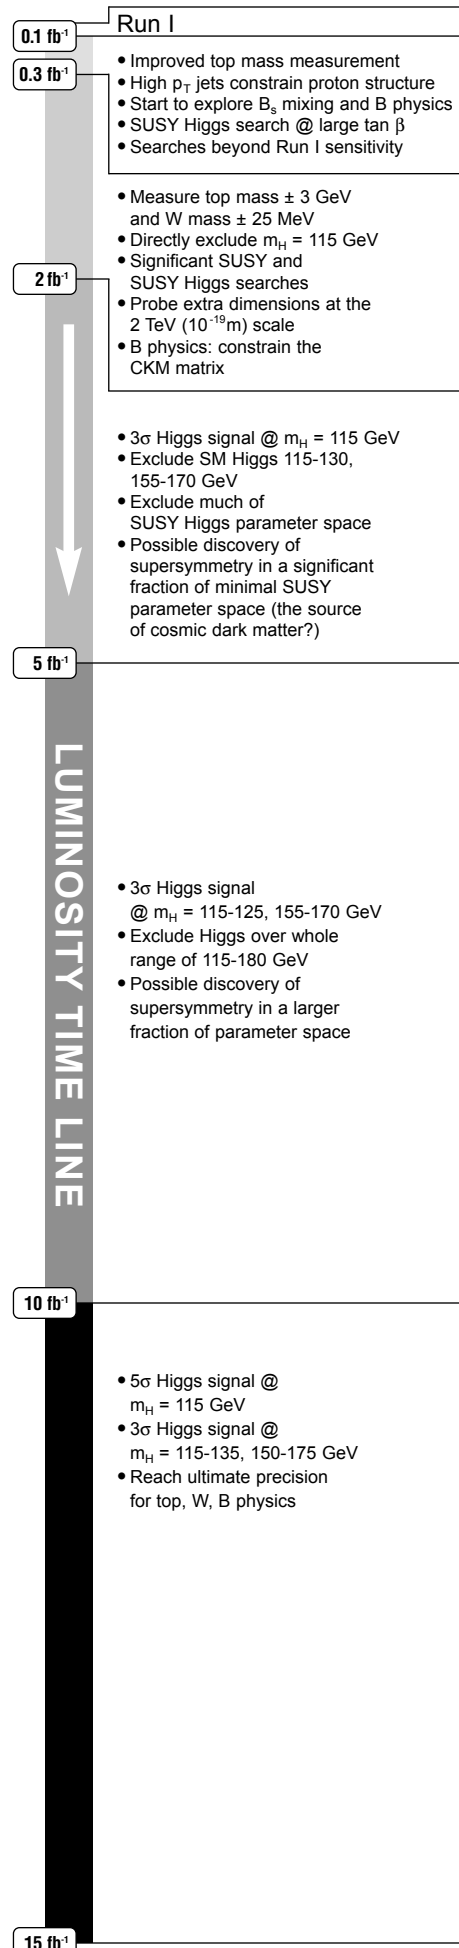 Run I
0.1 fb⁻¹
• Improved top mass measurement
0.3 fb⁻¹
• High pT jets constrain proton structure
• Start to explore Bs mixing and B physics
• SUSY Higgs search @ large tan β
• Searches beyond Run I sensitivity
• Measure top mass ± 3 GeV
and W mass ± 25 MeV
• Directly exclude mH = 115 GeV
• Significant SUSY and
SUSY Higgs searches
2 fb⁻¹
• Probe extra dimensions at the
2 TeV (10⁻¹⁹m) scale
• B physics: constrain the
CKM matrix
• 3σ Higgs signal @ mH = 115 GeV
• Exclude SM Higgs 115-130,
155-170 GeV
• Exclude much of
SUSY Higgs parameter space
• Possible discovery of
supersymmetry in a significant
fraction of minimal SUSY
parameter space (the source
of cosmic dark matter?)
5 fb⁻¹
LUMINOSITY TIME LINE
• 3σ Higgs signal
@ mH = 115-125, 155-170 GeV
• Exclude Higgs over whole
range of 115-180 GeV
• Possible discovery of
supersymmetry in a larger
fraction of parameter space
10 fb⁻¹
• 5σ Higgs signal @
mH = 115 GeV
• 3σ Higgs signal @
mH = 115-135, 150-175 GeV
• Reach ultimate precision
for top, W, B physics
15 fb⁻¹